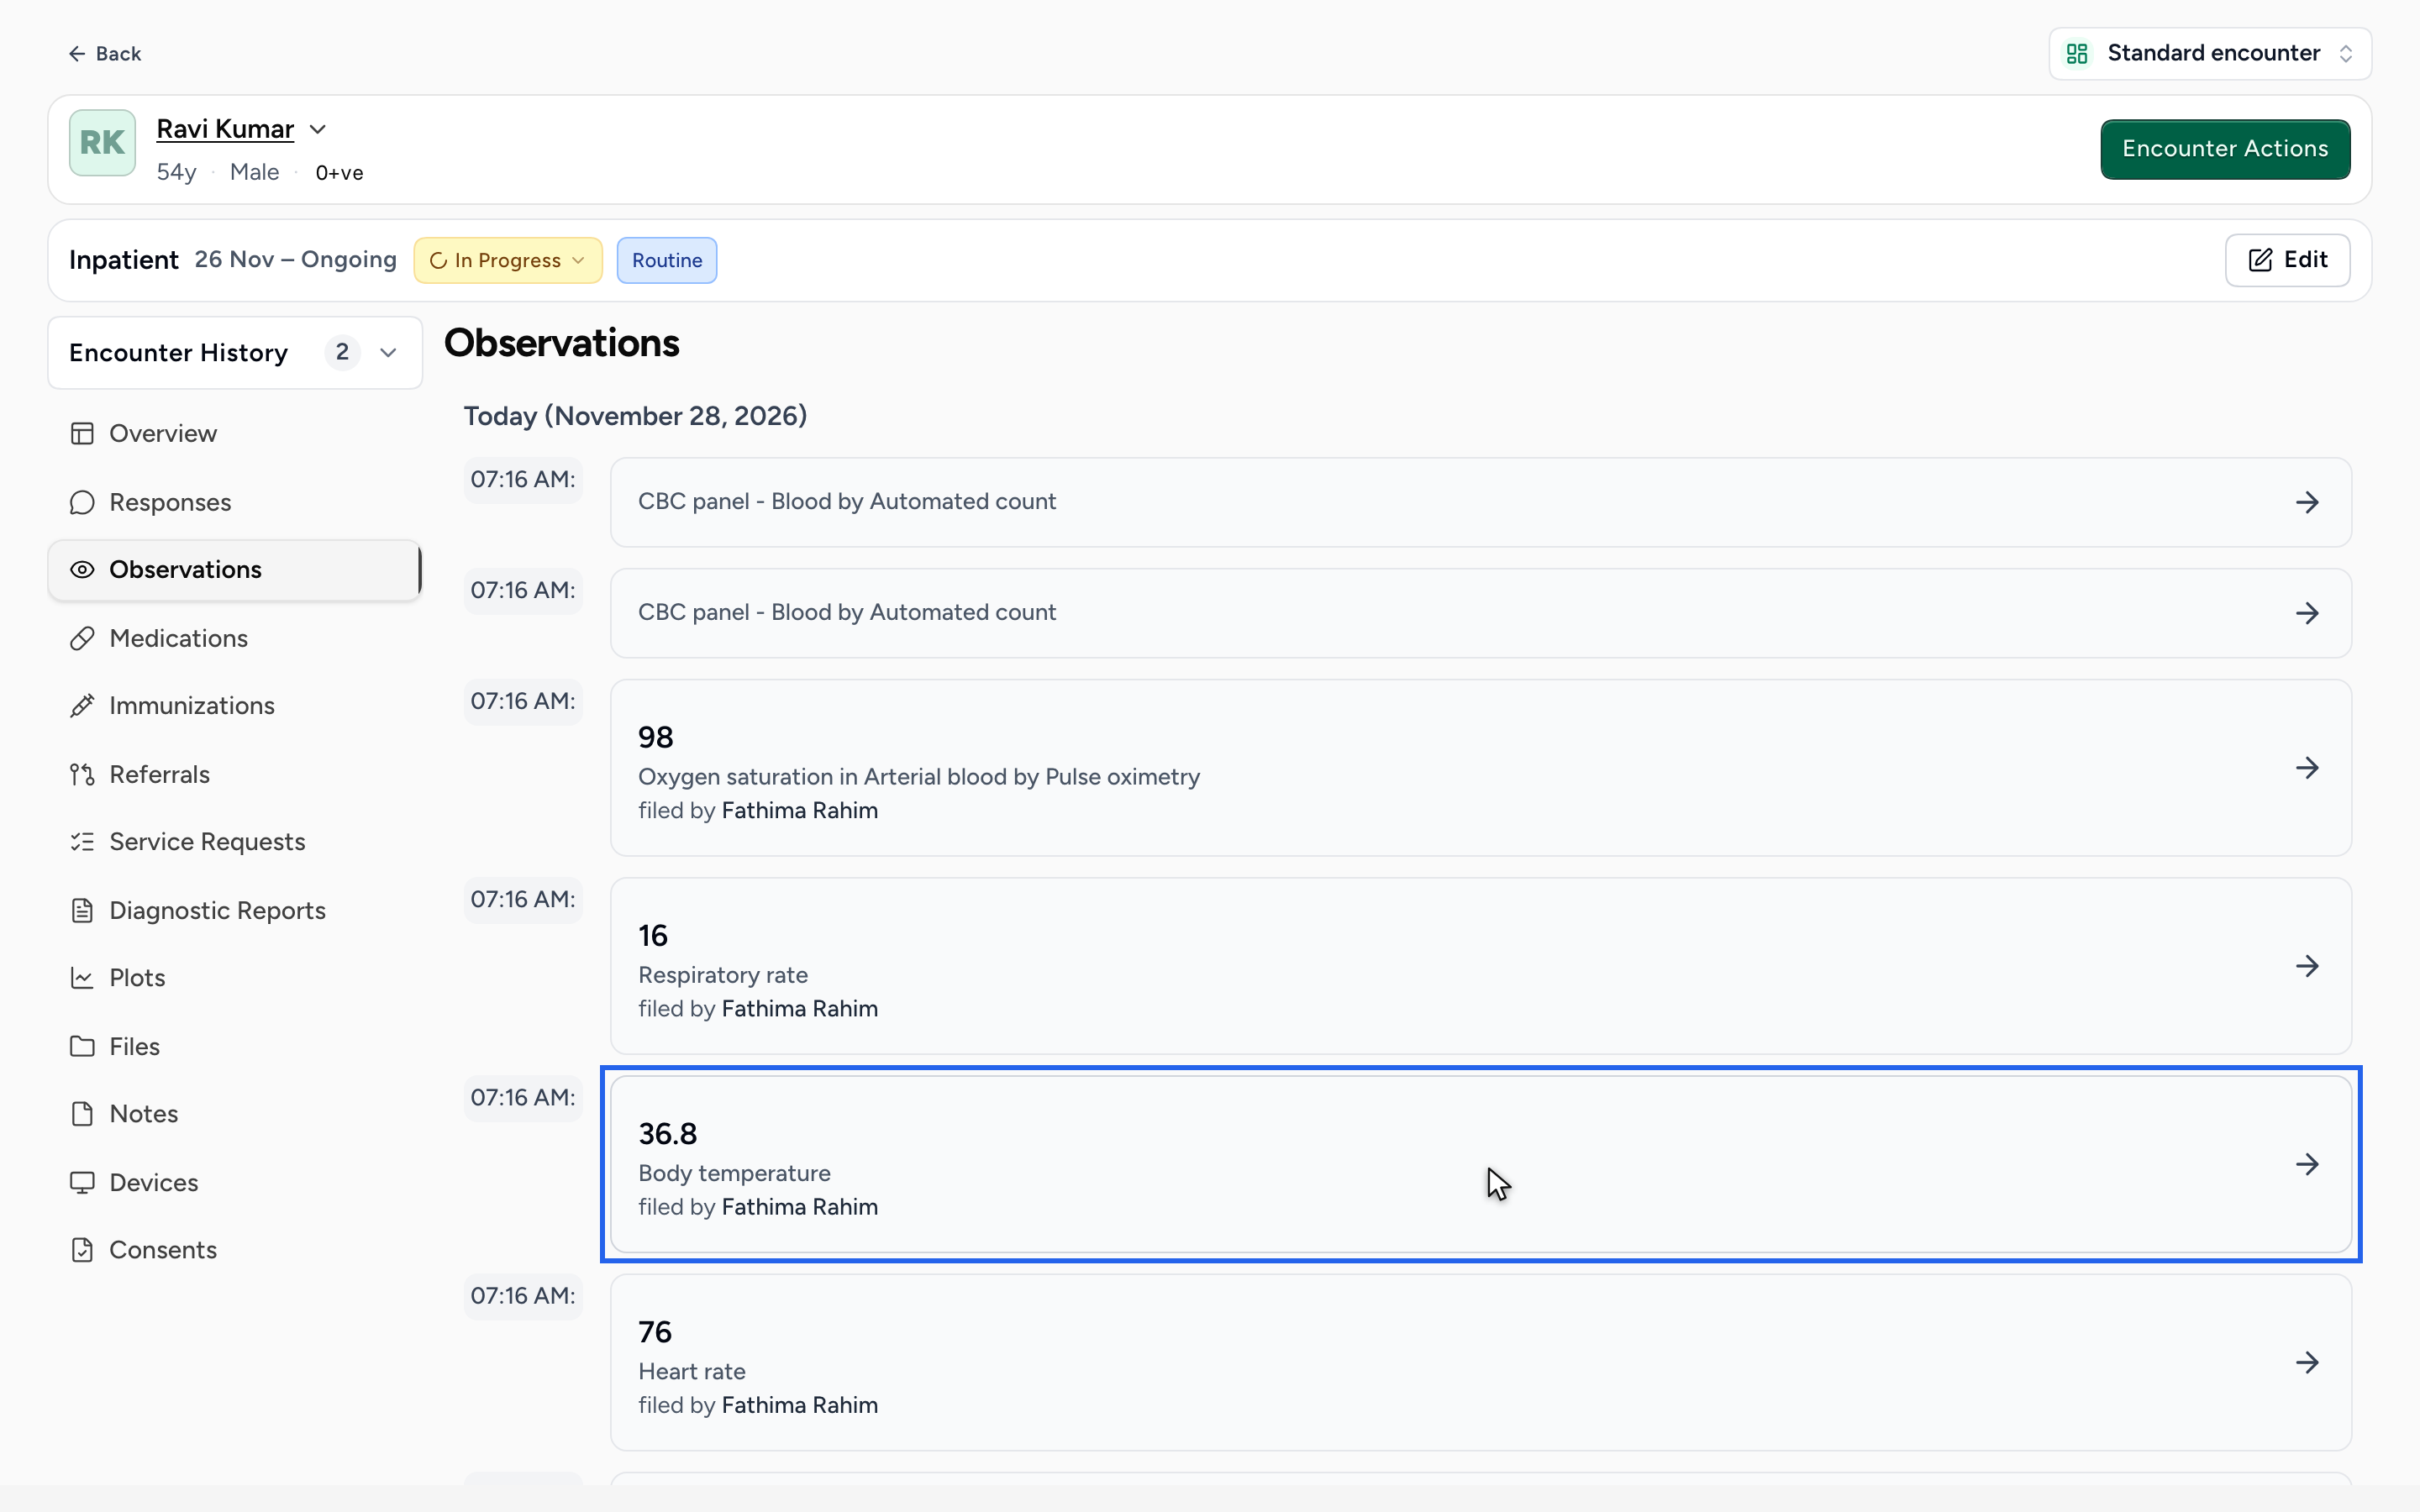 Back
Standard encounter
RK
Ravi Kumar
54y · Male · 0+ve
Encounter Actions
Inpatient 26 Nov – Ongoing In Progress Routine
Edit
Encounter History 2
Overview
Responses
Observations
Medications
Immunizations
Referrals
Service Requests
Diagnostic Reports
Plots
Files
Notes
Devices
Consents
Observations
Today (November 28, 2026)
07:16 AM:
CBC panel - Blood by Automated count
07:16 AM:
CBC panel - Blood by Automated count
07:16 AM:
98
Oxygen saturation in Arterial blood by Pulse oximetry
filed by Fathima Rahim
07:16 AM:
16
Respiratory rate
filed by Fathima Rahim
07:16 AM:
36.8
Body temperature
filed by Fathima Rahim
07:16 AM:
76
Heart rate
filed by Fathima Rahim